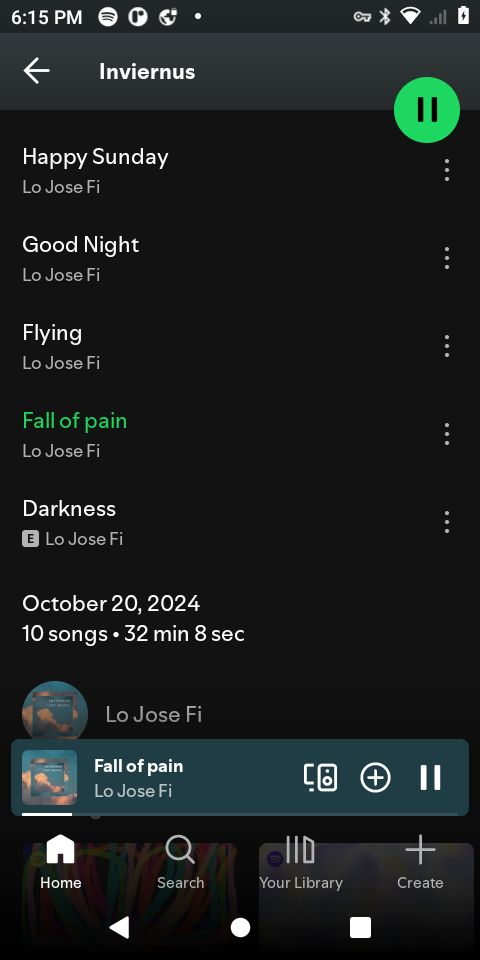 6:15 PM
Inviernus
Happy Sunday
Lo Jose Fi
Good Night
Lo Jose Fi
Flying
Lo Jose Fi
Fall of pain
Lo Jose Fi
Darkness
E Lo Jose Fi
October 20, 2024
10 songs • 32 min 8 sec
Lo Jose Fi
Fall of pain
Lo Jose Fi
Home
Search
Your Library
Create